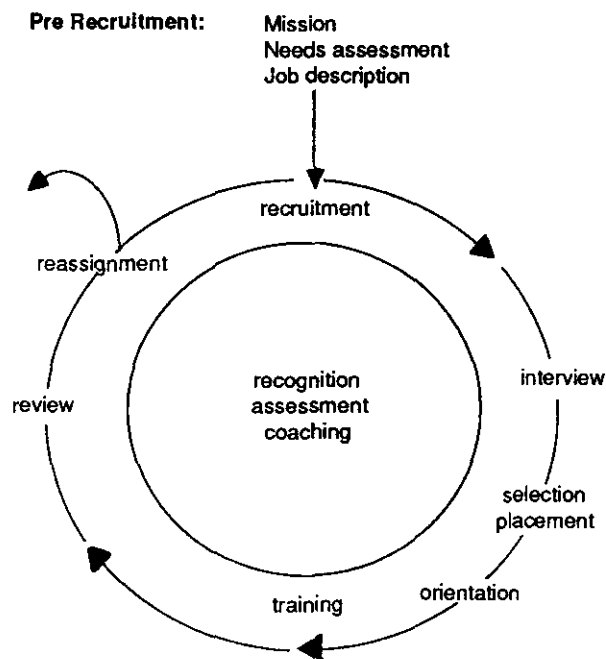 Pre Recruitment: Mission
Needs assessment
Job description
recruitment
reassignment
interview
recognition
assessment
coaching
review
selection
placement
orientation
training